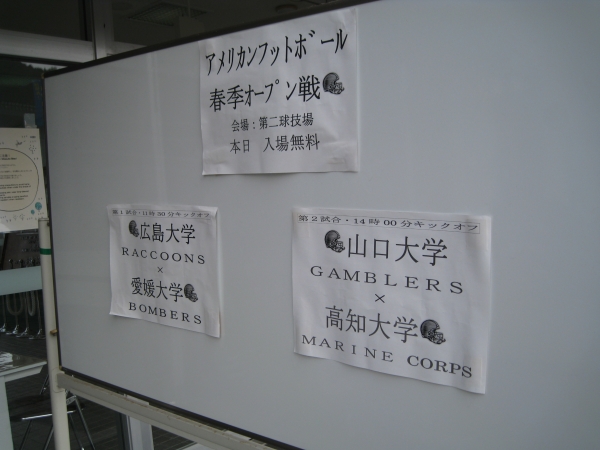 アメリカンフットボール
春季オープン戦
会場：第二球技場
本日 入場無料
第1試合・11時50分キックオフ
広島大学
RACCOONS
×
愛媛大学
BOMBERS
第2試合・14時00分キックオフ
山口大学
GAMBLERS
×
高知大学
MARINE CORPS